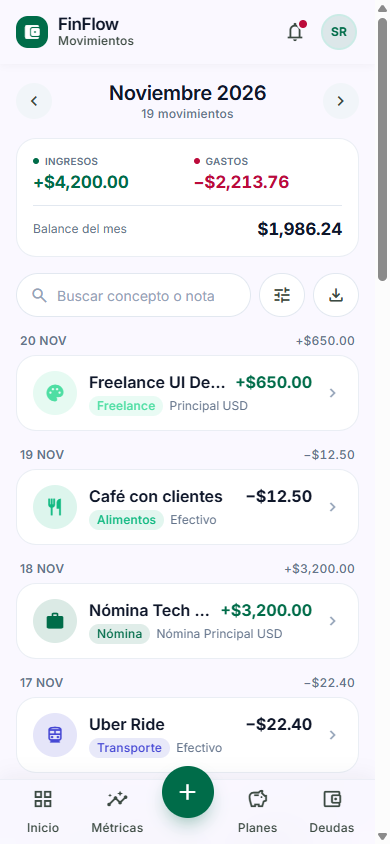 FinFlow
Movimientos
SR
Noviembre 2026
19 movimientos
INGRESOS
GASTOS
+$4,200.00
−$2,213.76
Balance del mes
$1,986.24
Buscar concepto o nota
20 NOV
+$650.00
Freelance UI De...
+$650.00
Freelance
Principal USD
19 NOV
−$12.50
Café con clientes
−$12.50
Alimentos
Efectivo
18 NOV
+$3,200.00
Nómina Tech ...
+$3,200.00
Nómina
Nómina Principal USD
17 NOV
−$22.40
Uber Ride
−$22.40
Transporte
Efectivo
Inicio
Métricas
Planes
Deudas